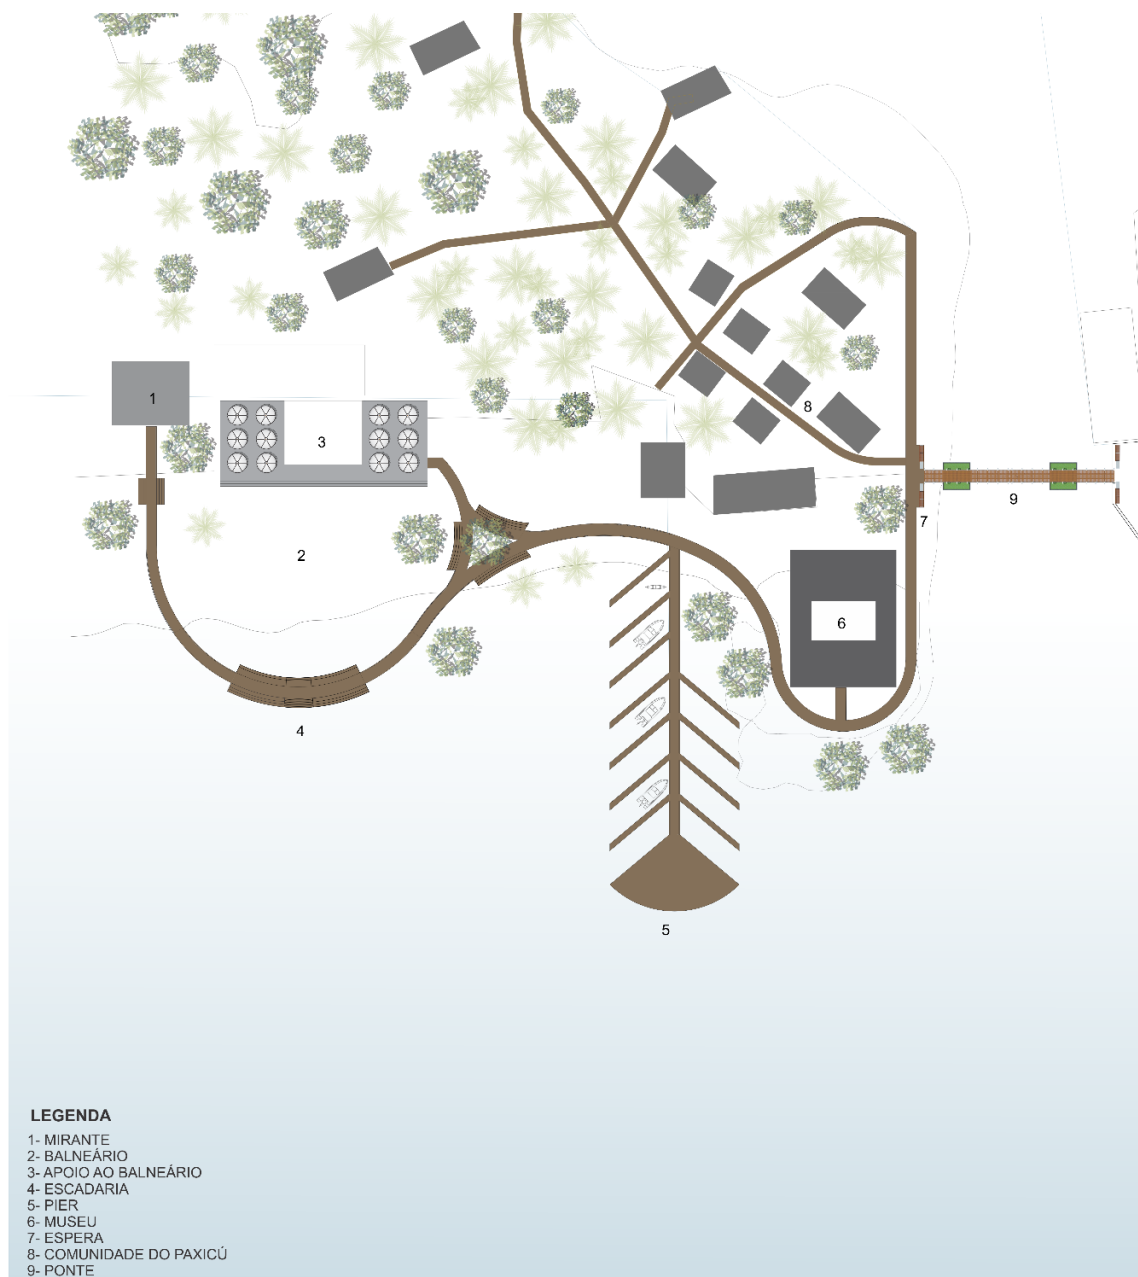 1
3
8
7
9
2
6
4
5
LEGENDA
1- MIRANTE
2- BALNEÁRIO
3- APOIO AO BALNEÁRIO
4- ESCADARIA
5- PIER
6- MUSEU
7- ESPERA
8- COMUNIDADE DO PAXICÚ
9- PONTE